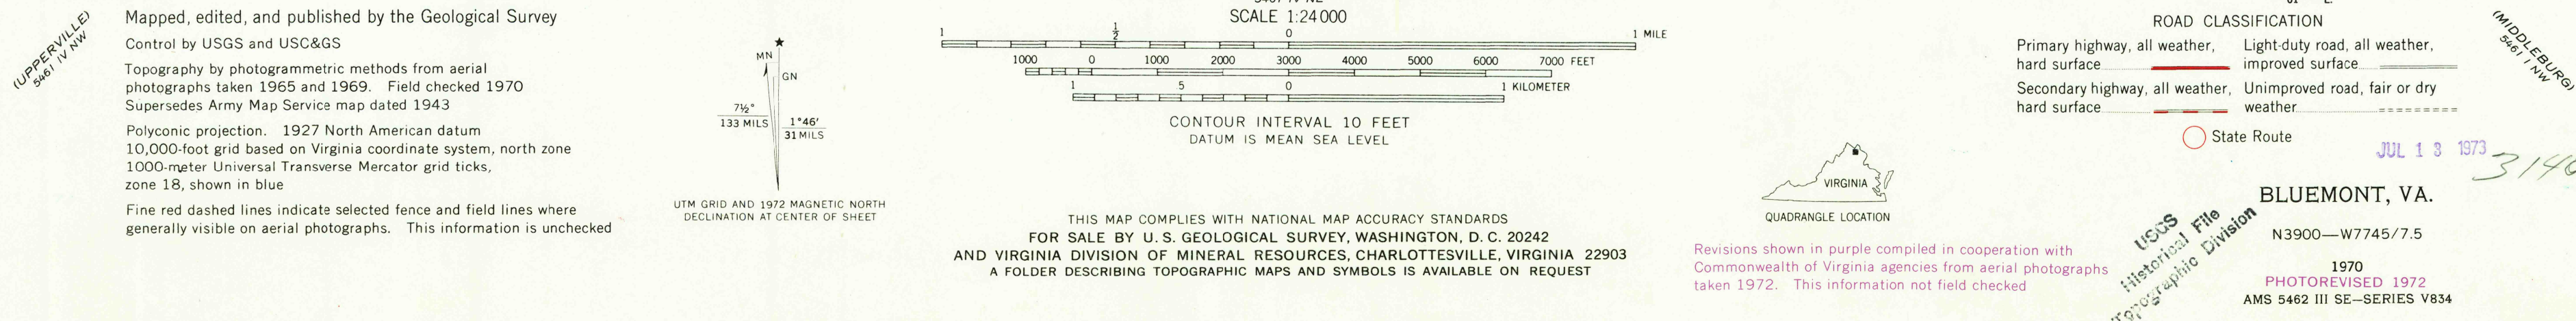 (UPPERVILLE)
5461 IV NW
Mapped, edited, and published by the Geological Survey
Control by USGS and USC&GS
Topography by photogrammetric methods from aerial
photographs taken 1965 and 1969. Field checked 1970
Supersedes Army Map Service map dated 1943
Polyconic projection. 1927 North American datum
10,000-foot grid based on Virginia coordinate system, north zone
1000-meter Universal Transverse Mercator grid ticks,
zone 18, shown in blue
Fine red dashed lines indicate selected fence and field lines where
generally visible on aerial photographs. This information is unchecked
★
MN
GN
7½°
133 MILS
1°46′
31 MILS
UTM GRID AND 1972 MAGNETIC NORTH
DECLINATION AT CENTER OF SHEET
SCALE 1:24 000
1 ½ 0 1 MILE
1000 0 1000 2000 3000 4000 5000 6000 7000 FEET
1 5 0 1 KILOMETER
CONTOUR INTERVAL 10 FEET
DATUM IS MEAN SEA LEVEL
THIS MAP COMPLIES WITH NATIONAL MAP ACCURACY STANDARDS
FOR SALE BY U. S. GEOLOGICAL SURVEY, WASHINGTON, D. C. 20242
AND VIRGINIA DIVISION OF MINERAL RESOURCES, CHARLOTTESVILLE, VIRGINIA 22903
A FOLDER DESCRIBING TOPOGRAPHIC MAPS AND SYMBOLS IS AVAILABLE ON REQUEST
VIRGINIA
QUADRANGLE LOCATION
Revisions shown in purple compiled in cooperation with
Commonwealth of Virginia agencies from aerial photographs
taken 1972. This information not field checked
ROAD CLASSIFICATION
Primary highway, all weather,
hard surface
Light-duty road, all weather,
improved surface
Secondary highway, all weather,
hard surface
Unimproved road, fair or dry
weather
State Route
(MIDDLEBURG)
5461 I NW
JUL 13 1973
BLUEMONT, VA.
N3900—W7745/7.5
1970
PHOTOREVISED 1972
AMS 5462 III SE—SERIES V834
USGS
Historical File
Topographic Division